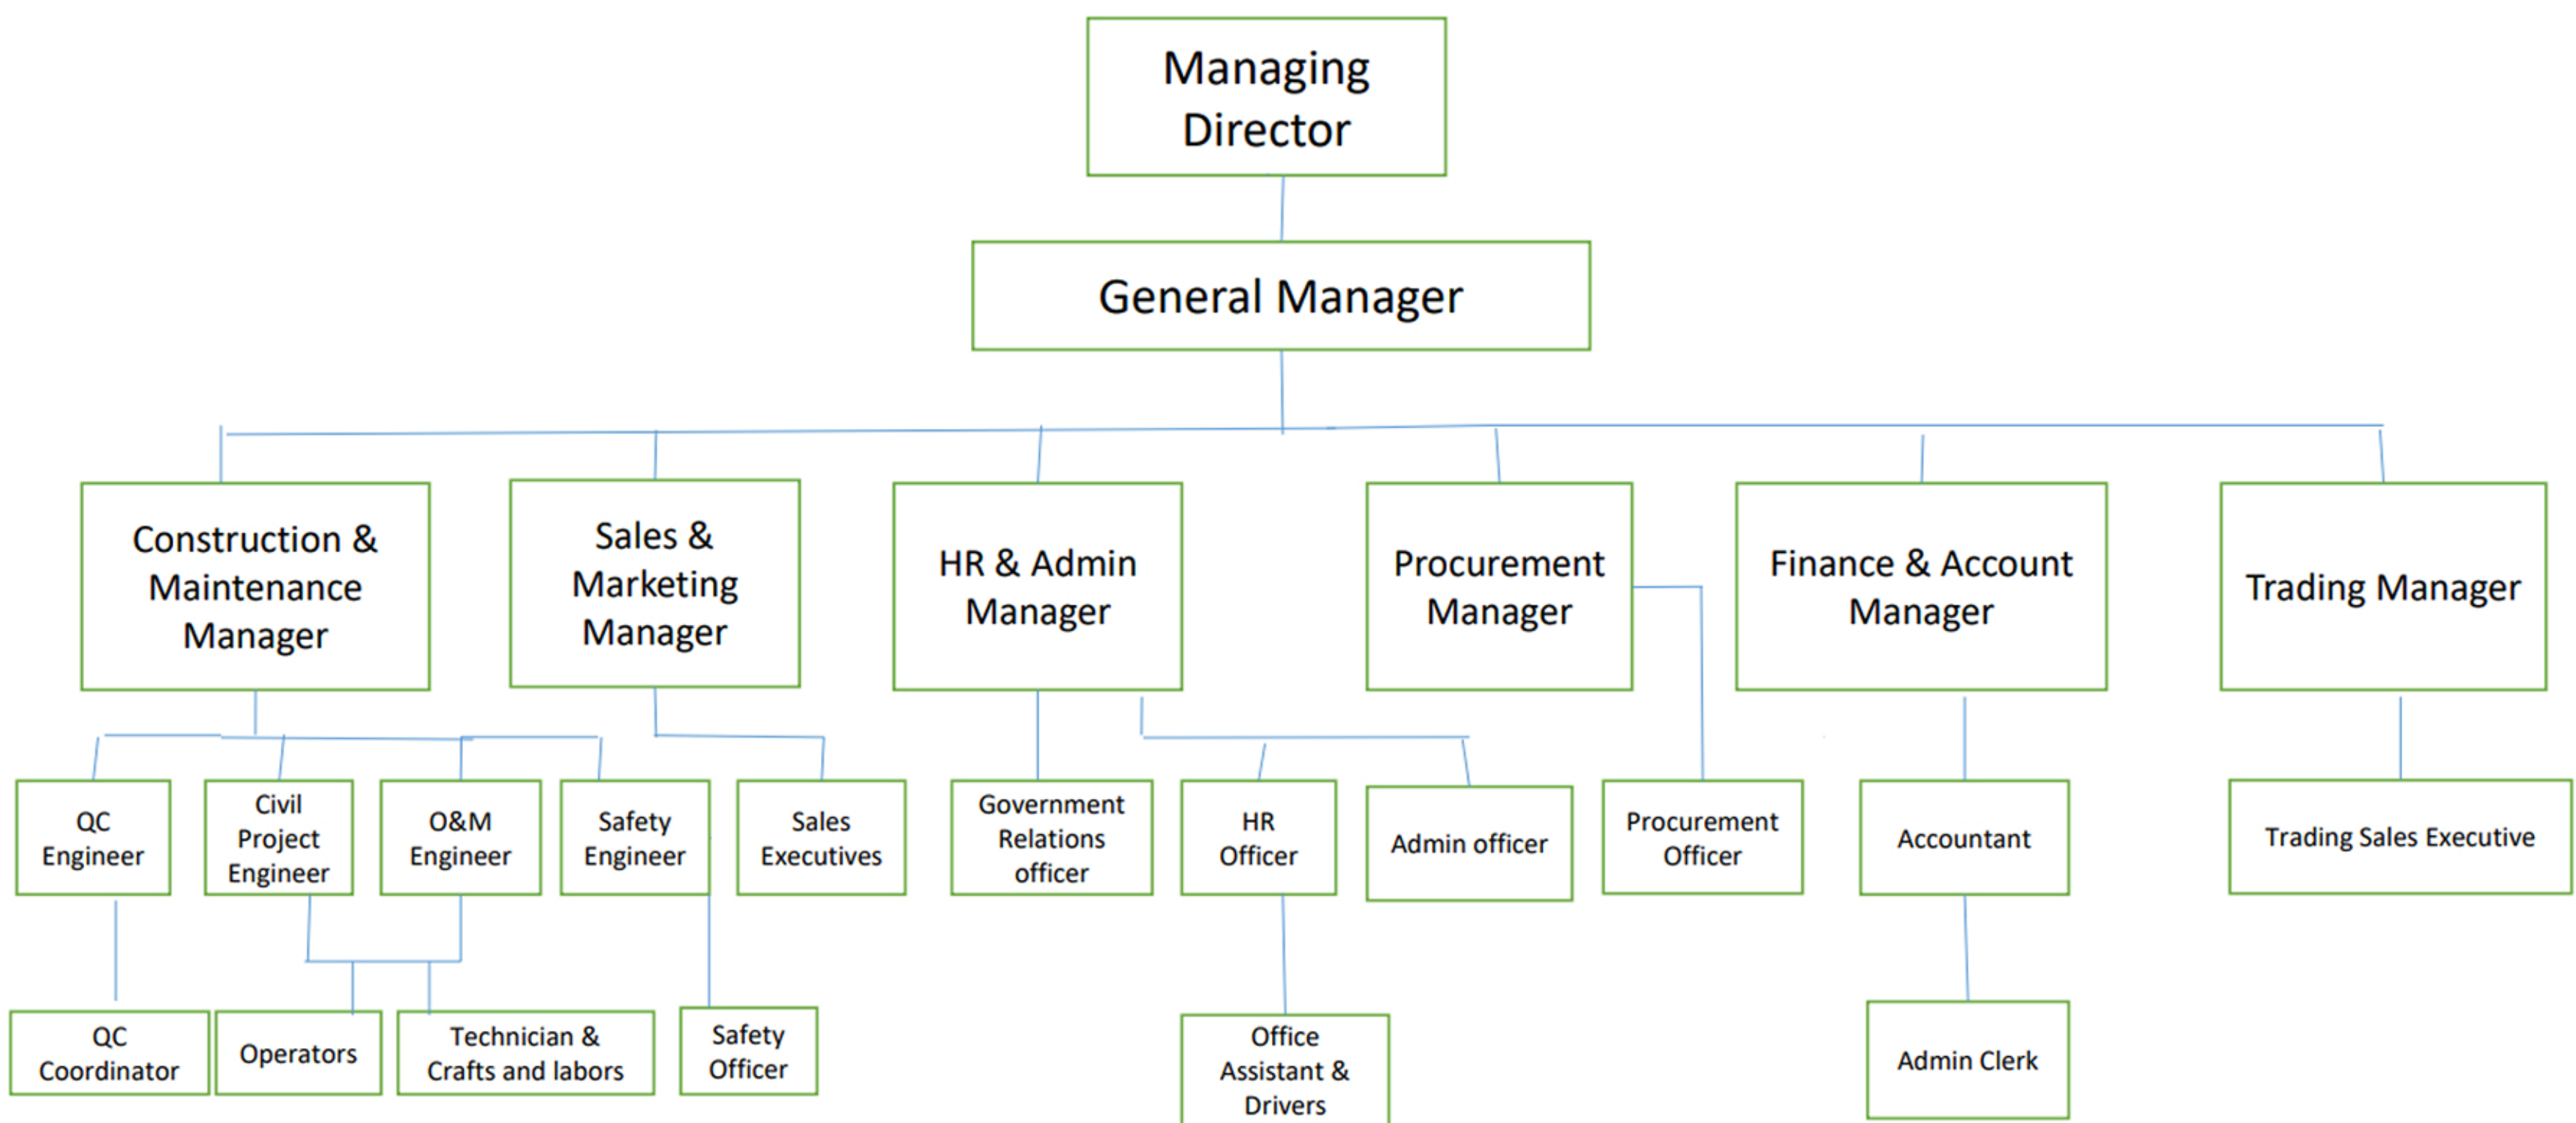 Managing
Director
General Manager
Construction &
Maintenance
Manager
Sales &
Marketing
Manager
HR & Admin
Manager
Procurement
Manager
Finance & Account
Manager
Trading Manager
QC
Engineer
Civil
Project
Engineer
O&M
Engineer
Safety
Engineer
Sales
Executives
Government
Relations
officer
HR
Officer
Admin officer
Procurement
Officer
Accountant
Trading Sales Executive
QC
Coordinator
Operators
Technician &
Crafts and labors
Safety
Officer
Office
Assistant &
Drivers
Admin Clerk